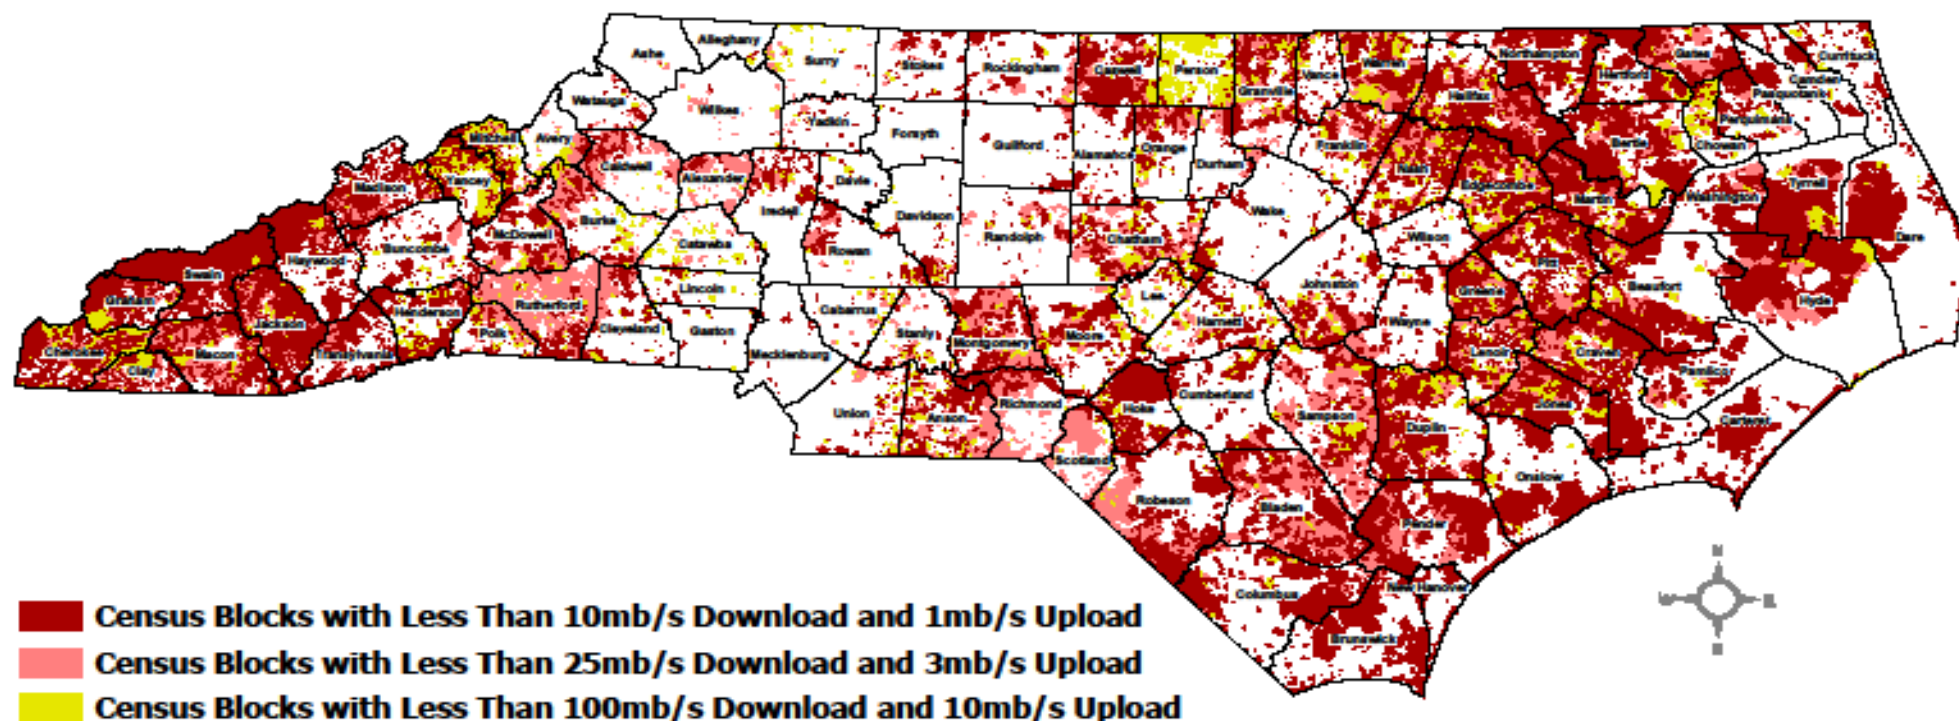 Ashe
Alleghany
Surry
Stokes
Rockingham
Caswell
Person
Granville
Vance
Warren
Northampton
Hertford
Gates
Currituck
Camden
Pasquotank
Perquimans
Chowan
Watauga
Wilkes
Yadkin
Forsyth
Guilford
Alamance
Orange
Durham
Franklin
Halifax
Bertie
Mitchell
Avery
Caldwell
Alexander
Davie
Iredell
Davidson
Randolph
Chatham
Wake
Nash
Edgecombe
Martin
Washington
Tyrrell
Dare
Madison
Yancey
Burke
McDowell
Catawba
Rowan
Wilson
Pitt
Beaufort
Hyde
Swain
Haywood
Buncombe
Rutherford
Lincoln
Cabarrus
Stanly
Montgomery
Moore
Lee
Harnett
Johnston
Wayne
Greene
Lenoir
Craven
Pamlico
Graham
Jackson
Henderson
Polk
Cleveland
Gaston
Mecklenburg
Cherokee
Clay
Macon
Transylvania
Union
Anson
Richmond
Scotland
Hoke
Cumberland
Sampson
Duplin
Jones
Onslow
Carteret
Robeson
Bladen
Pender
Columbus
New Hanover
Brunswick
N
Census Blocks with Less Than 10mb/s Download and 1mb/s Upload
Census Blocks with Less Than 25mb/s Download and 3mb/s Upload
Census Blocks with Less Than 100mb/s Download and 10mb/s Upload